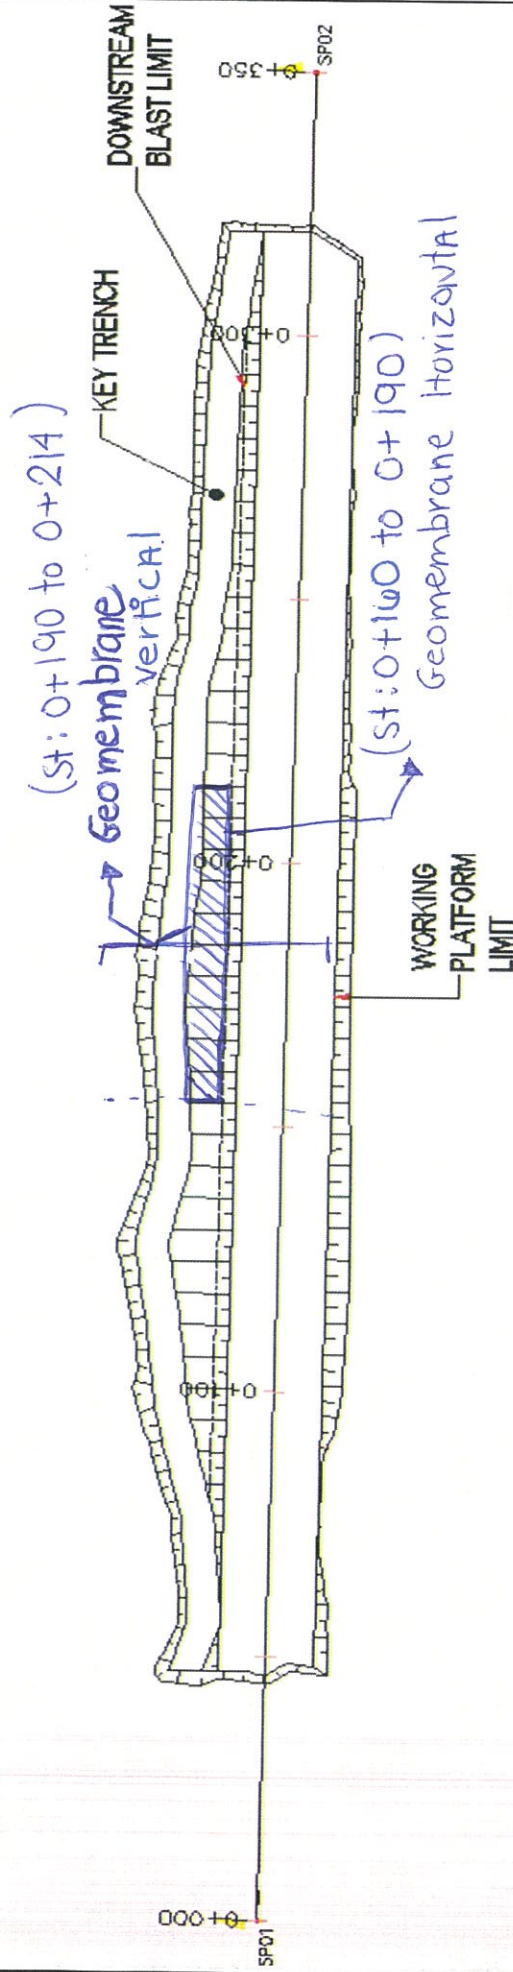 (St: 0+190 to 0+214)
Geomembrane
vertical
KEY TRENCH
DOWNSTREAM
BLAST LIMIT
0+000
SP01
0+100
0+200
0+300
0+350
SP02
WORKING
PLATFORM
LIMIT
(St: 0+160 to 0+190)
Geomembrane Horizontal